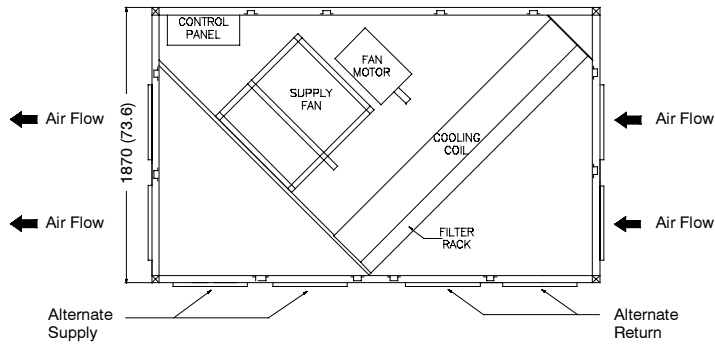 CONTROL
PANEL
FAN
MOTOR
SUPPLY
FAN
Air Flow
Air Flow
1870 (73.6)
COOLING
COIL
Air Flow
Air Flow
FILTER
RACK
Alternate
Supply
Alternate
Return